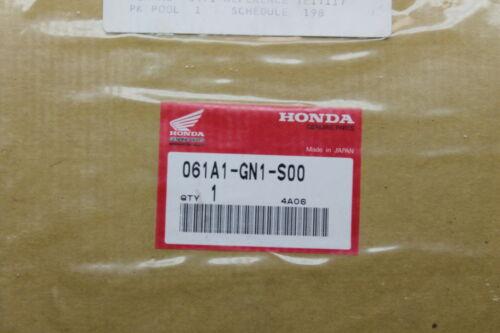 PK POOL 1 SCHEDULE 198
HONDA
HONDA
GENUINE PARTS
Made in JAPAN
061A1-GN1-S00
QTY 1 4A06